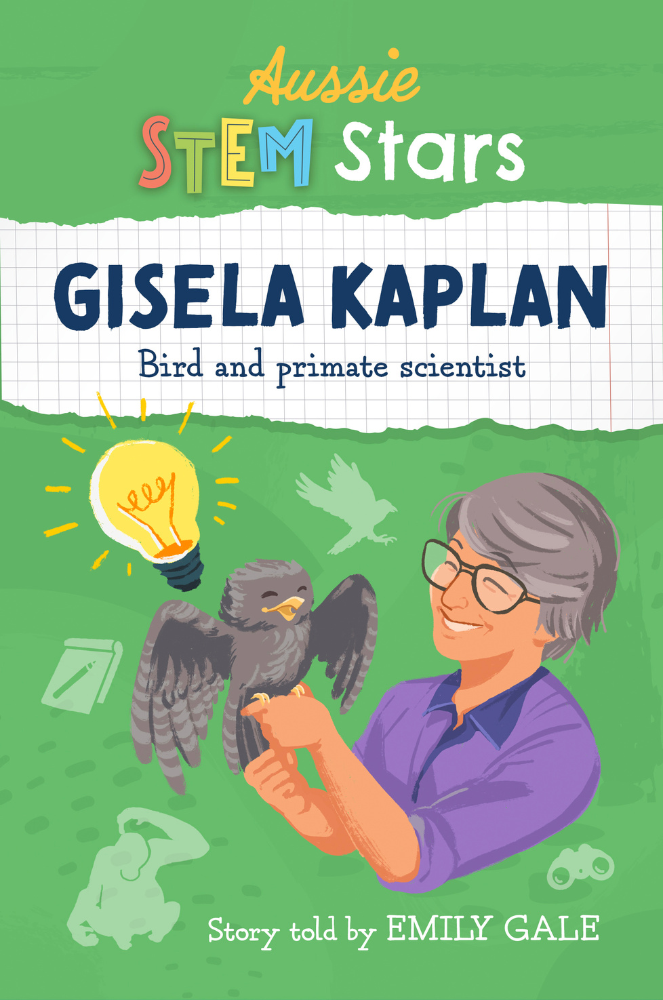 Aussie
STEM Stars
GISELA KAPLAN
Bird and primate scientist
Story told by EMILY GALE